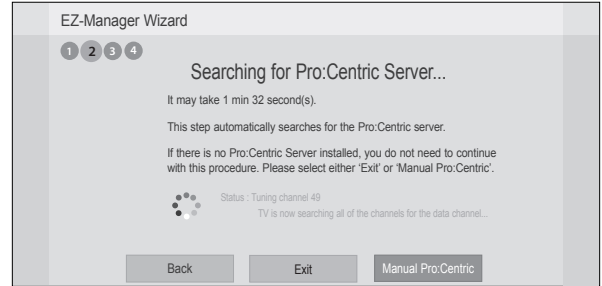 EZ-Manager Wizard
1 2 3 4
Searching for Pro:Centric Server...
It may take 1 min 32 second(s).
This step automatically searches for the Pro:Centric server.
If there is no Pro:Centric Server installed, you do not need to continue
with this procedure. Please select either 'Exit' or 'Manual Pro:Centric'.
Status : Tuning channel 49
TV is now searching all of the channels for the data channel...
Back Exit Manual Pro:Centric